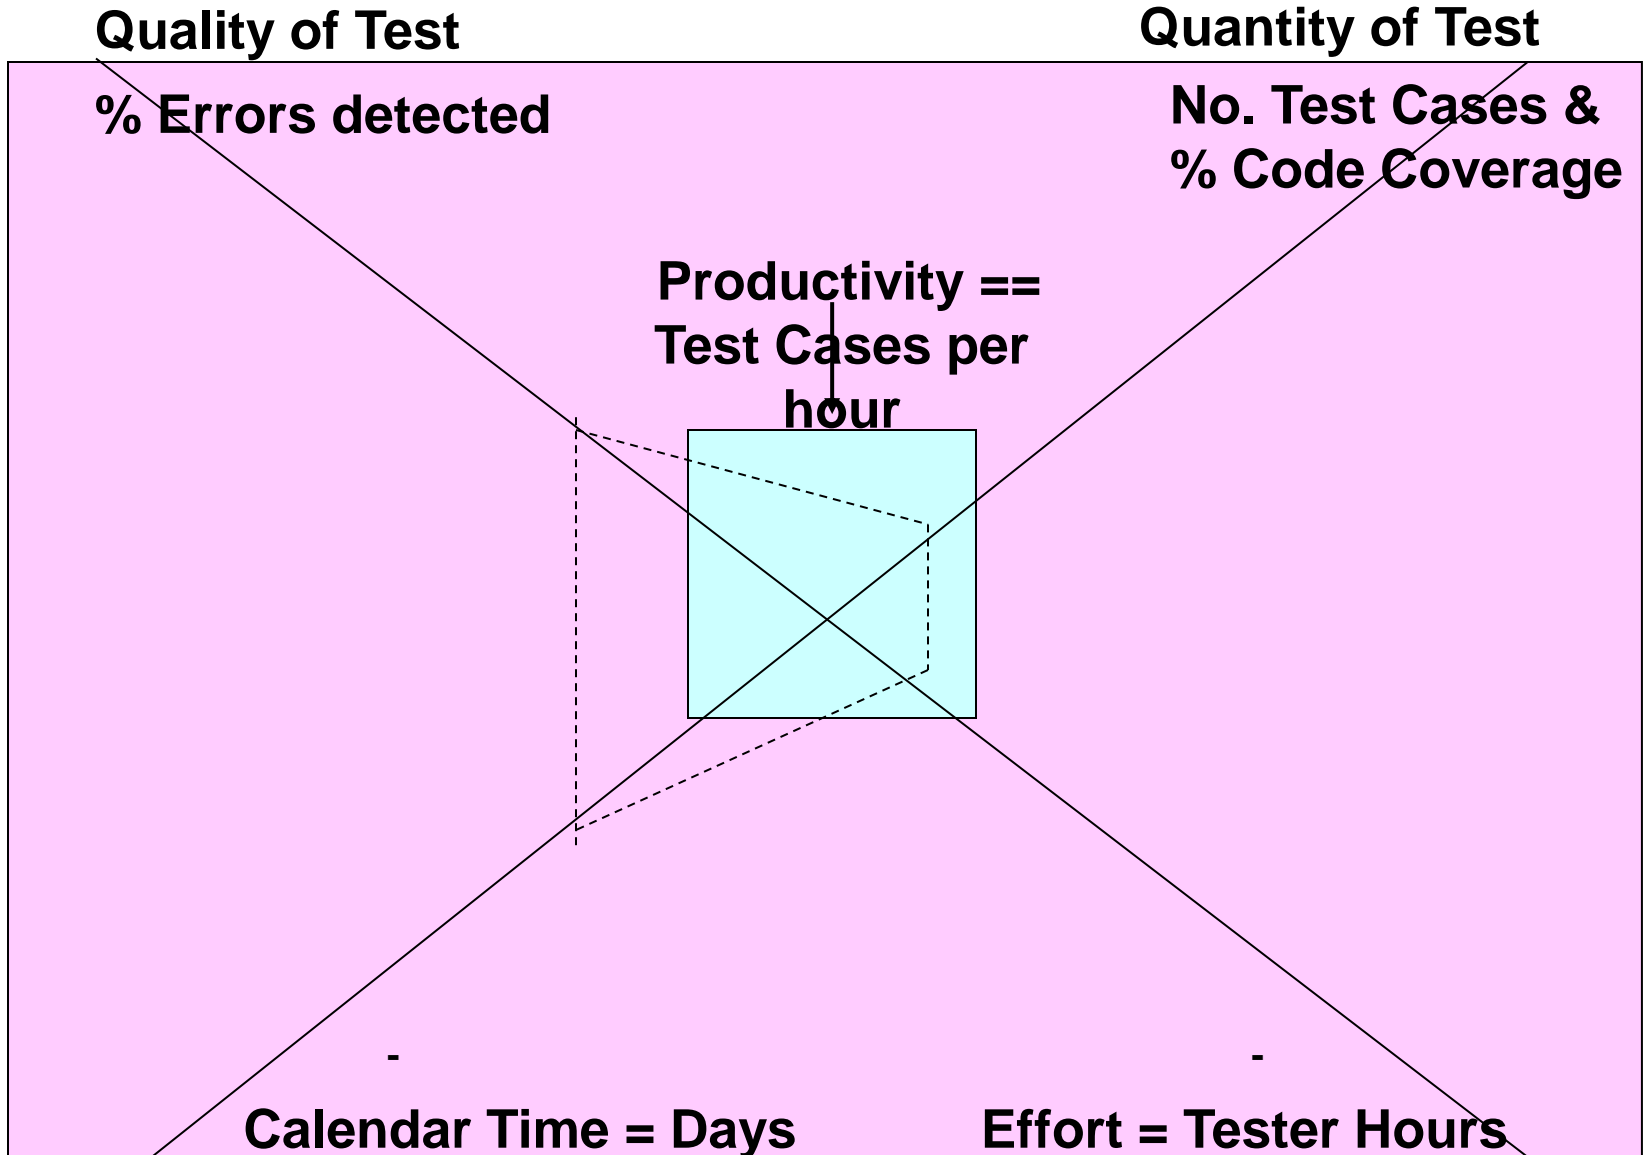 Quality of Test
Quantity of Test
% Errors detected
No. Test Cases &
% Code Coverage
Productivity ==
Test Cases per
hour
-
-
Calendar Time = Days
Effort = Tester Hours